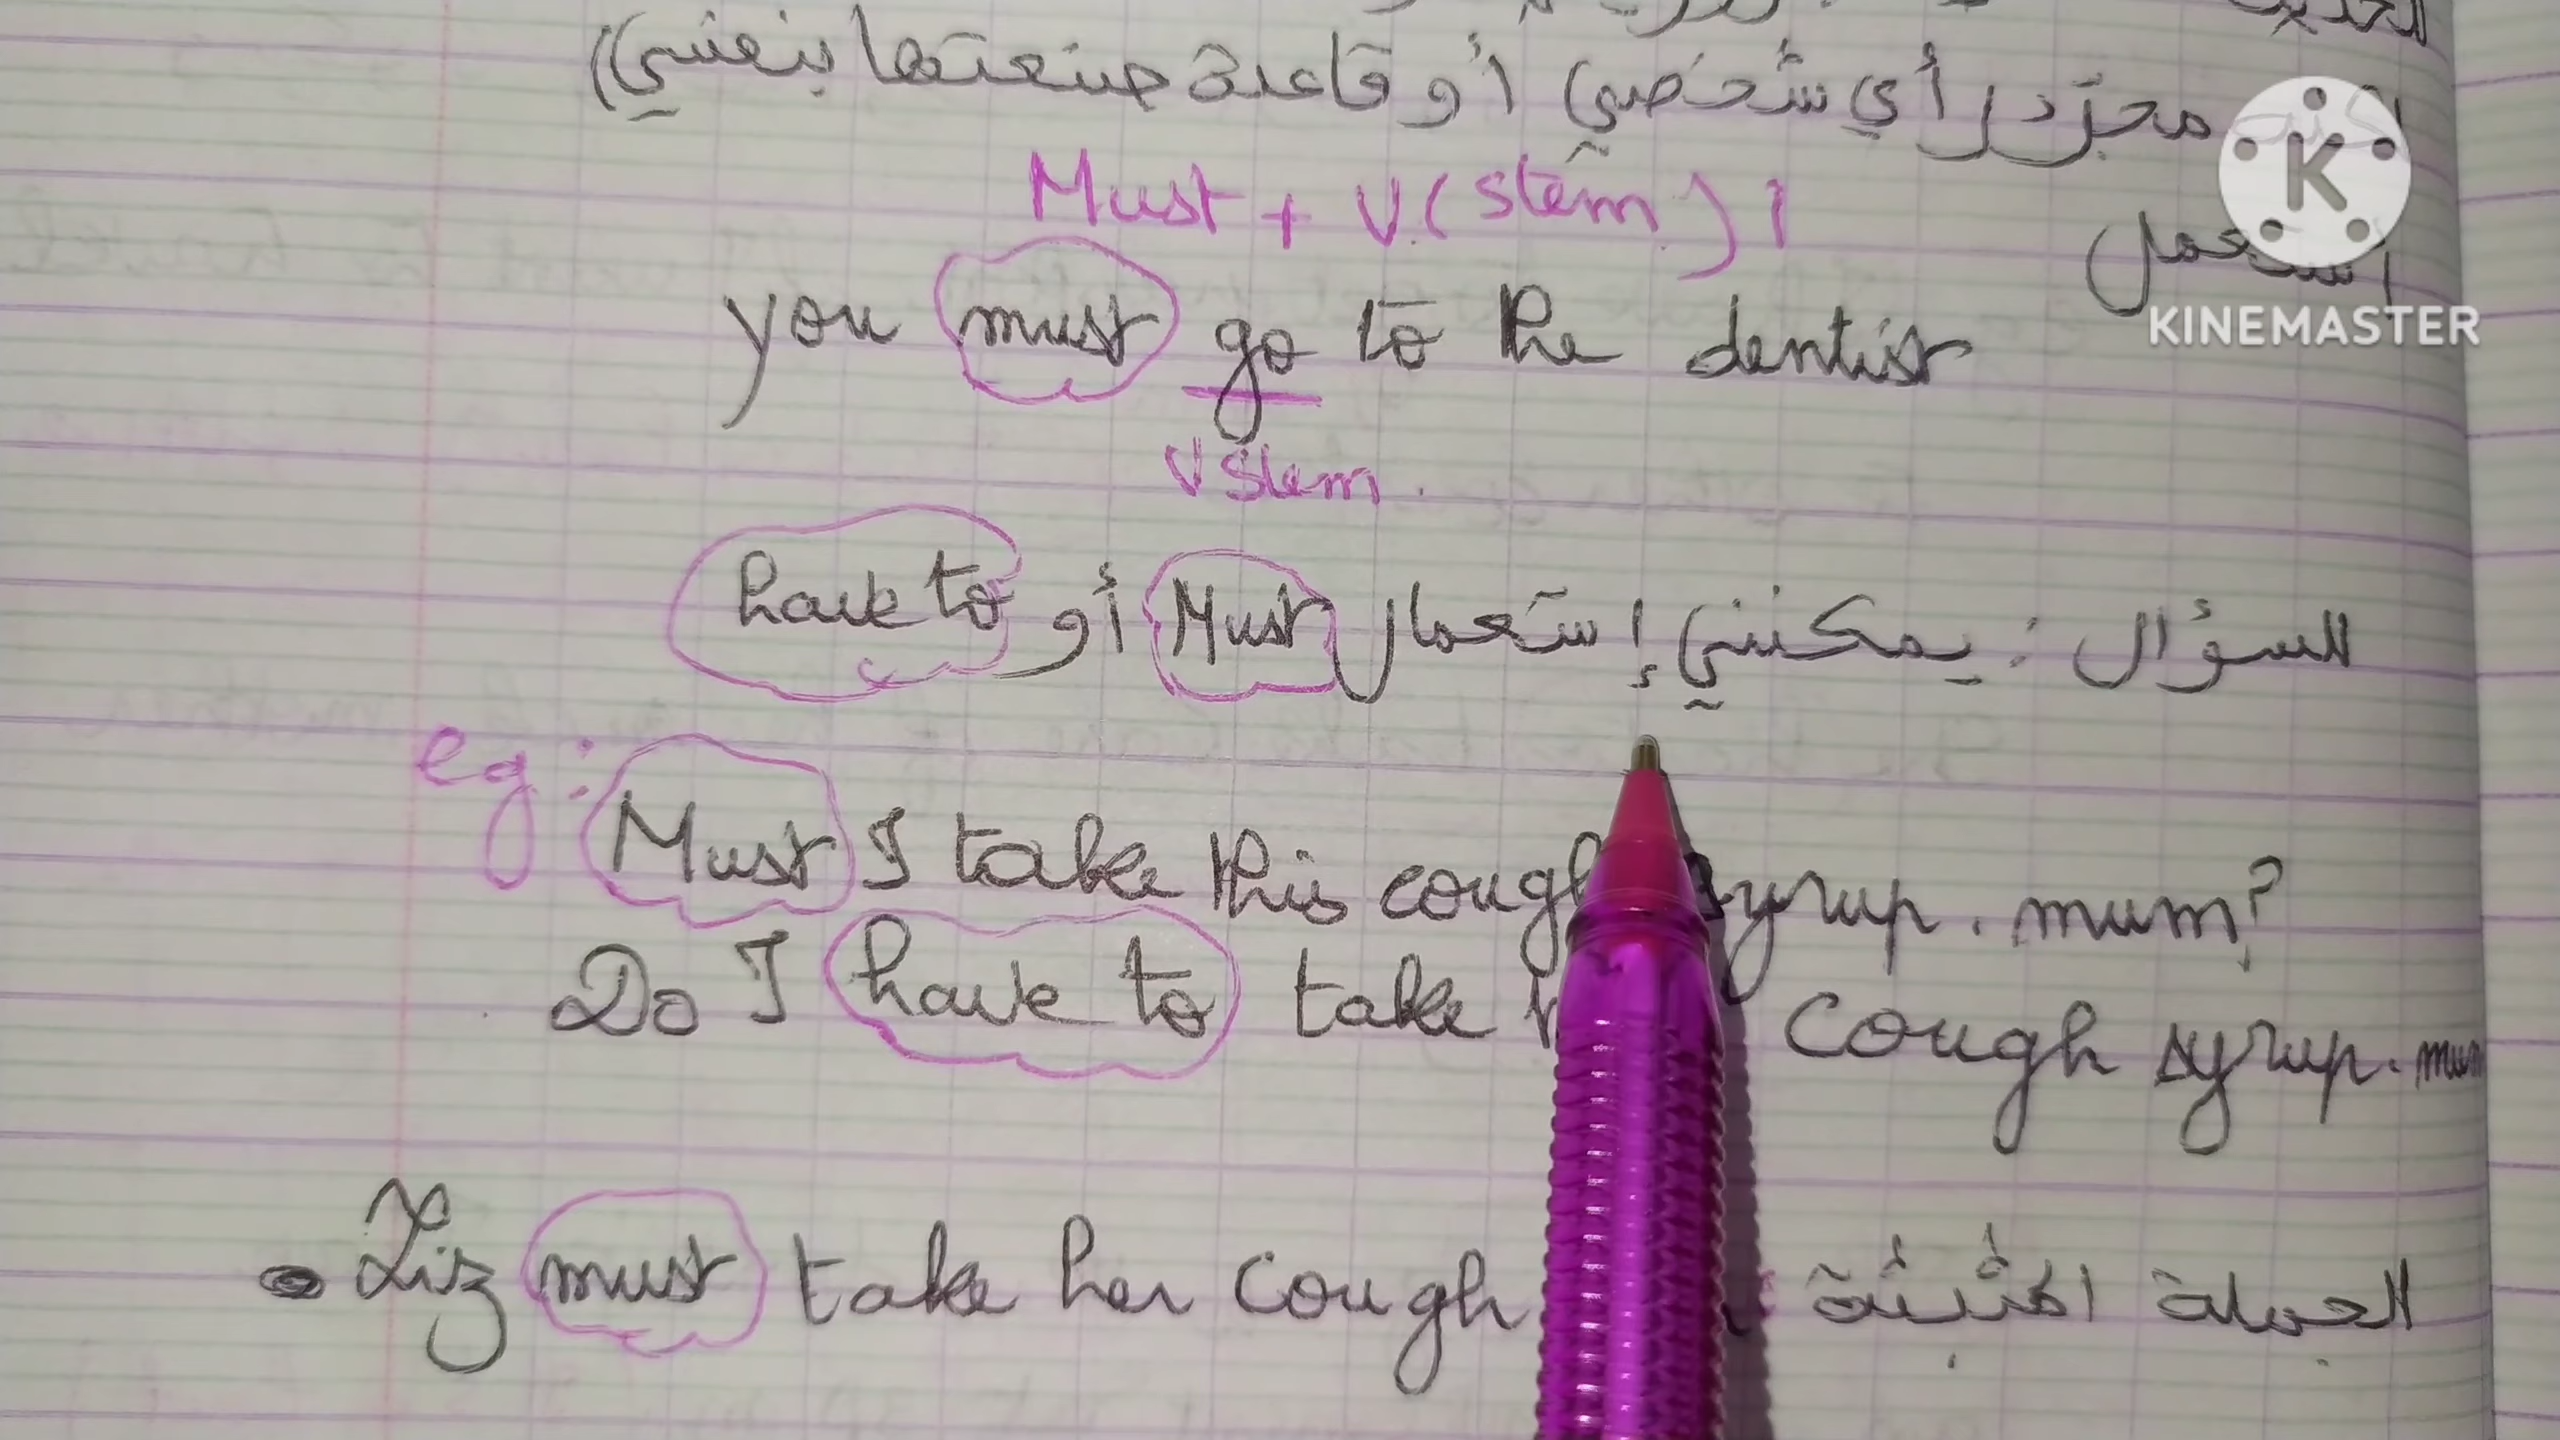 مجرّد رأي شخصي أو قاعدة صنعتها بنفسي)
Must + V.(stem)
أستعمل
you must go to the dentist
V stem.
السؤال : يمكنني إستعمال Must أو have to
eg:
Must I take this cough syrup. mum?
Do I have to take cough syrup. mum
Liz must take her cough الجملة المثبتة
K
KINEMASTER